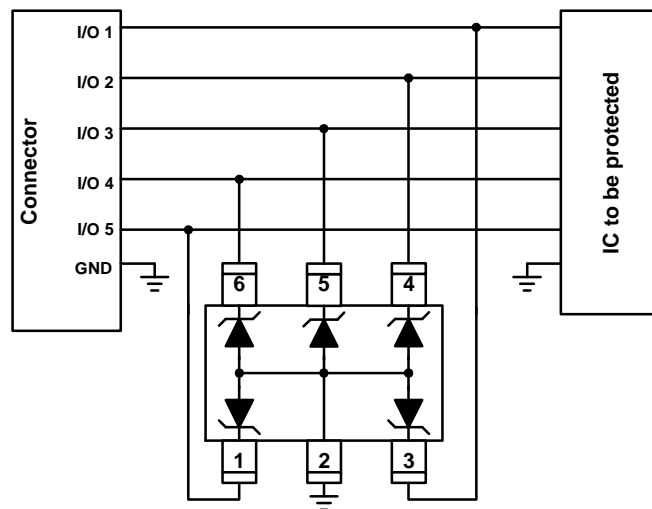 I/O 1
I/O 2
I/O 3
I/O 4
I/O 5
GND
Connector
IC to be protected
6
5
4
1
2
3